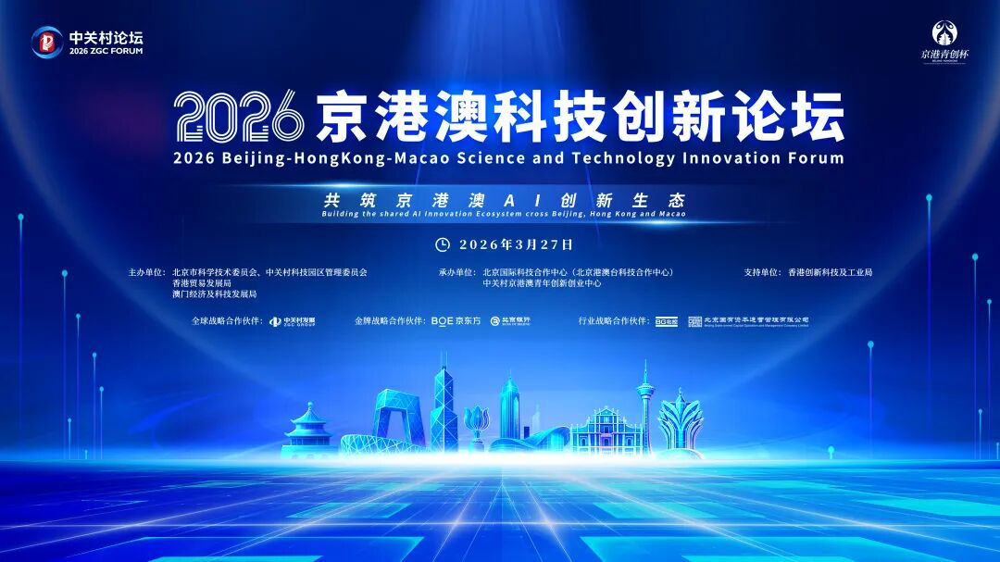 中关村论坛
2026 ZGC FORUM
京港青创杯
2026 京港澳科技创新论坛
2026 Beijing-HongKong-Macao Science and Technology Innovation Forum
共筑京港澳AI创新生态
Building the shared AI Innovation Ecosystem cross Beijing, Hong Kong and Macao
2026年3月27日
主办单位： 北京市科学技术委员会、中关村科技园区管理委员会
香港贸易发展局
澳门经济及科技发展局
承办单位： 北京国际科技合作中心（北京港澳台科技合作中心）
中关村京港澳青年创新创业中心
支持单位： 香港创新科技及工业局
全球战略合作伙伴： 中关村发展 ZGC GROUP
金牌战略合作伙伴： BOE 京东方 北京银行 BANK OF BEIJING
行业战略合作伙伴： BG北控 北京国有资本运营管理有限公司
Beijing State-owned Capital Operation and Management Company Limited